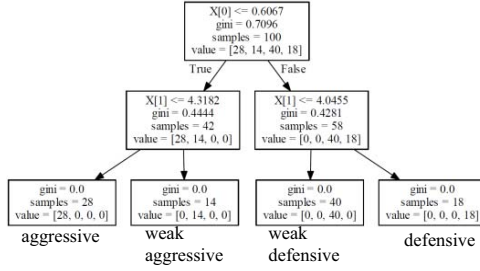 X[0] <= 0.6067
gini = 0.7096
samples = 100
value = [28, 14, 40, 18]
True
False
X[1] <= 4.3182
gini = 0.4444
samples = 42
value = [28, 14, 0, 0]
X[1] <= 4.0455
gini = 0.4281
samples = 58
value = [0, 0, 40, 18]
gini = 0.0
samples = 28
value = [28, 0, 0, 0]
gini = 0.0
samples = 14
value = [0, 14, 0, 0]
gini = 0.0
samples = 40
value = [0, 0, 40, 0]
gini = 0.0
samples = 18
value = [0, 0, 0, 18]
aggressive
weak
aggressive
weak
defensive
defensive